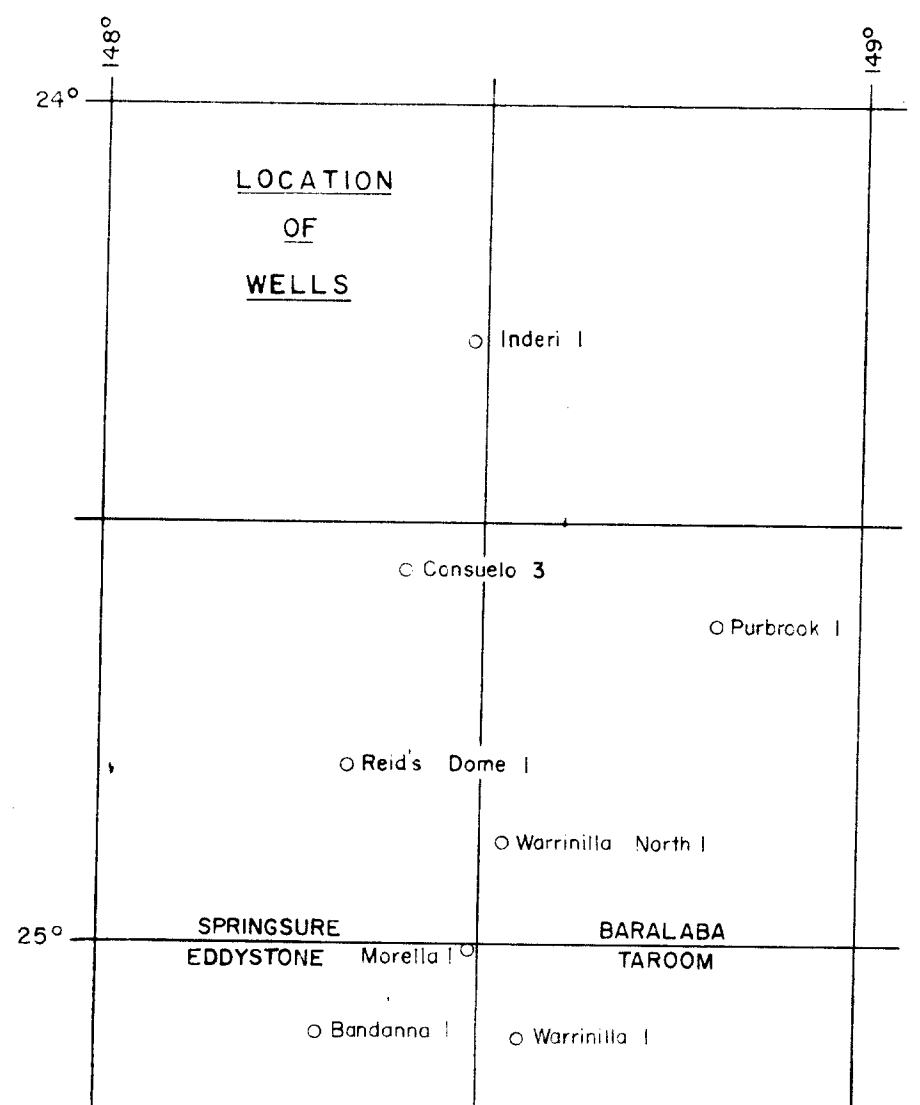 148°
149°
24°
LOCATION
OF
WELLS
Inderi 1
Consuelo 3
Purbrook 1
Reid's Dome 1
Warrinilla North 1
25°
SPRINGSURE
BARALABA
EDDYSTONE
TAROOM
Morella 1
Bandanna 1
Warrinilla 1